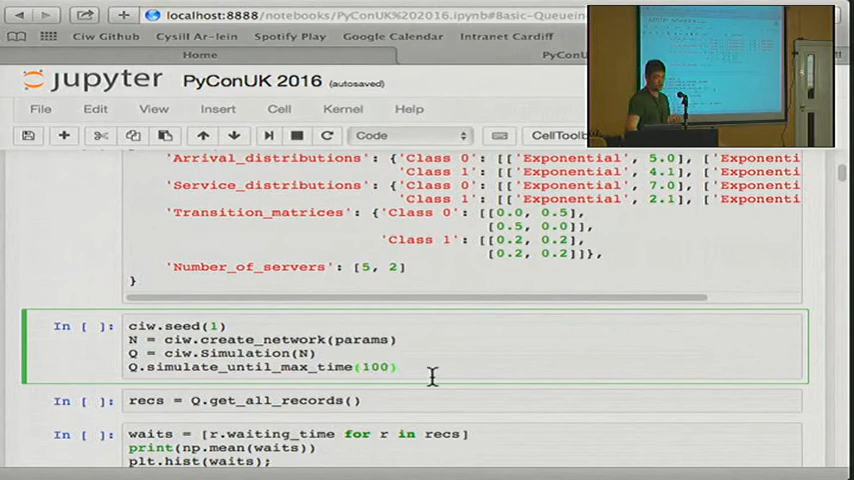 localhost:8888/notebooks/PyConUK%202016.ipynb#Basic-Queuein
Ciw Github
Cysill Ar-lein
Spotify Play
Google Calendar
Intranet Cardiff
Home
PyConU
jupyter
PyConUK 2016
(autosaved)
File
Edit
View
Insert
Cell
Kernel
Help
Code
CellToolb
'Arrival_distributions': {'Class 0': [['Exponential', 5.0], ['Exponenti
'Class 1': [['Exponential', 4.1], ['Exponenti
'Service_distributions': {'Class 0': [['Exponential', 7.0], ['Exponenti
'Class 1': [['Exponential', 2.1], ['Exponenti
'Transition_matrices': {'Class 0': [[0.0, 0.5],
[0.5, 0.0]],
'Class 1': [[0.2, 0.2],
[0.2, 0.2]]},
'Number_of_servers': [5, 2]
}
In [ ]:
ciw.seed(1)
N = ciw.create_network(params)
Q = ciw.Simulation(N)
Q.simulate_until_max_time(100)
In [ ]:
recs = Q.get_all_records()
In [ ]:
waits = [r.waiting_time for r in recs]
print(np.mean(waits))
plt.hist(waits);